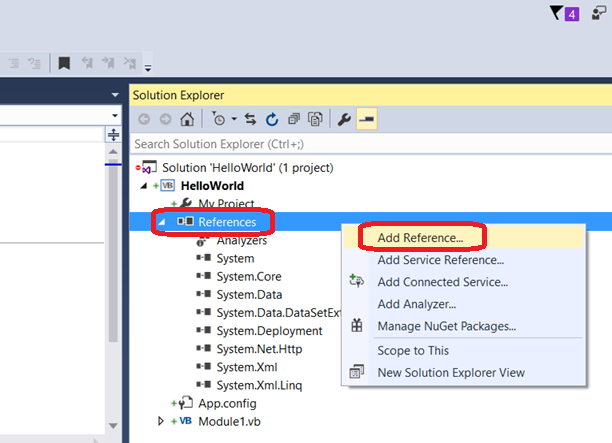 4
Solution Explorer
Search Solution Explorer (Ctrl+;)
Solution 'HelloWorld' (1 project)
VB HelloWorld
My Project
References
Analyzers
System
System.Core
System.Data
System.Data.DataSetExt
System.Deployment
System.Net.Http
System.Xml
System.Xml.Linq
App.config
VB Module1.vb
Add Reference...
Add Service Reference...
Add Connected Service...
Add Analyzer...
Manage NuGet Packages...
Scope to This
New Solution Explorer View